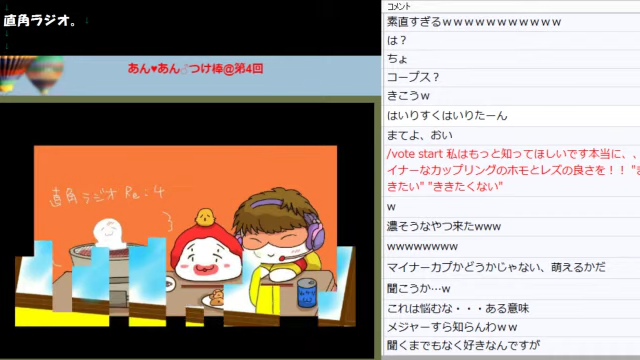 直角ラジオ。
あん♥あん♂つけ棒@第4回
直角ラジオ Re:4
コメント
素直すぎるｗｗｗｗｗｗｗｗｗｗｗ
は？
ちょ
コープス？
きこうｗ
はいりすくはいりたーん
まてよ、おい
/vote start 私はもっと知ってほしいです本当に、、
イナーなカップリングのホモとレズの良さを！！ "き
きたい" "ききたくない"
w
濃そうなやつ来たwww
wwwwwwwww
マイナーカプかどうかじゃない、萌えるかだ
聞こうか…w
これは悩むな・・・ある意味
メジャーすら知らんわｗｗ
聞くまでもなく好きなんですが